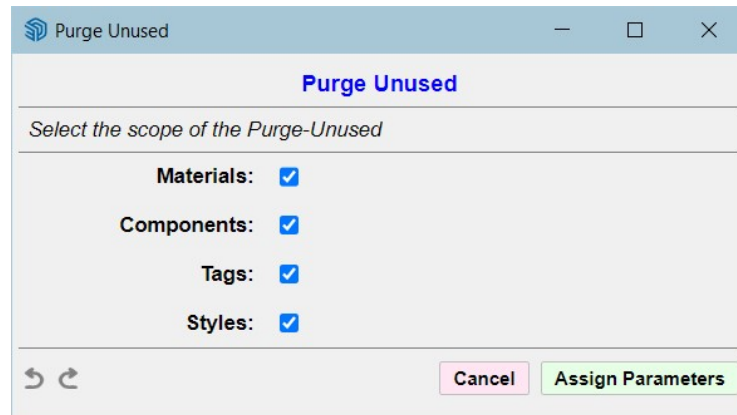 Purge Unused
Purge Unused
Select the scope of the Purge-Unused
Materials:
Components:
Tags:
Styles:
Cancel Assign Parameters